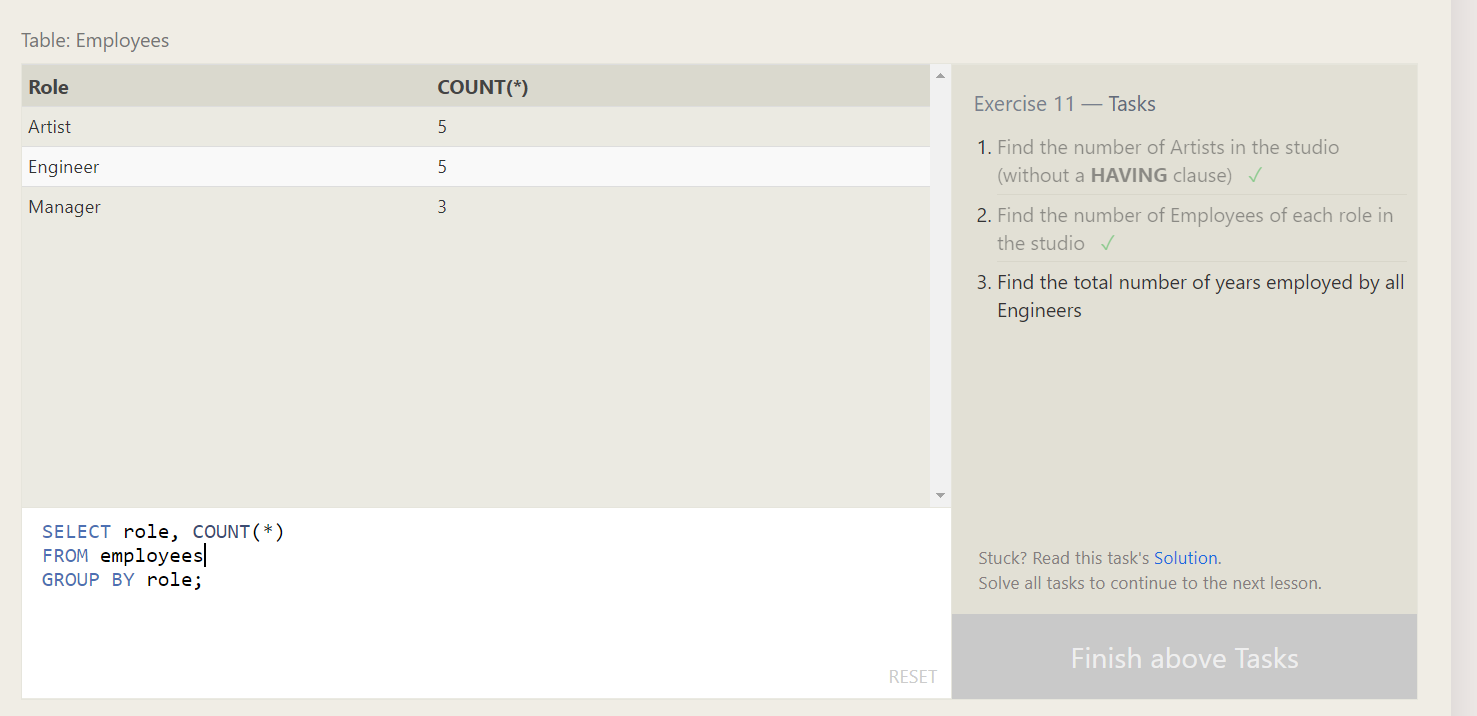 Table: Employees
Role COUNT(*)
Artist 5
Engineer 5
Manager 3
SELECT role, COUNT(*)
FROM employees
GROUP BY role;
RESET
Exercise 11 — Tasks
1. Find the number of Artists in the studio
(without a HAVING clause) ✓
2. Find the number of Employees of each role in
the studio ✓
3. Find the total number of years employed by all
Engineers
Stuck? Read this task's Solution.
Solve all tasks to continue to the next lesson.
Finish above Tasks